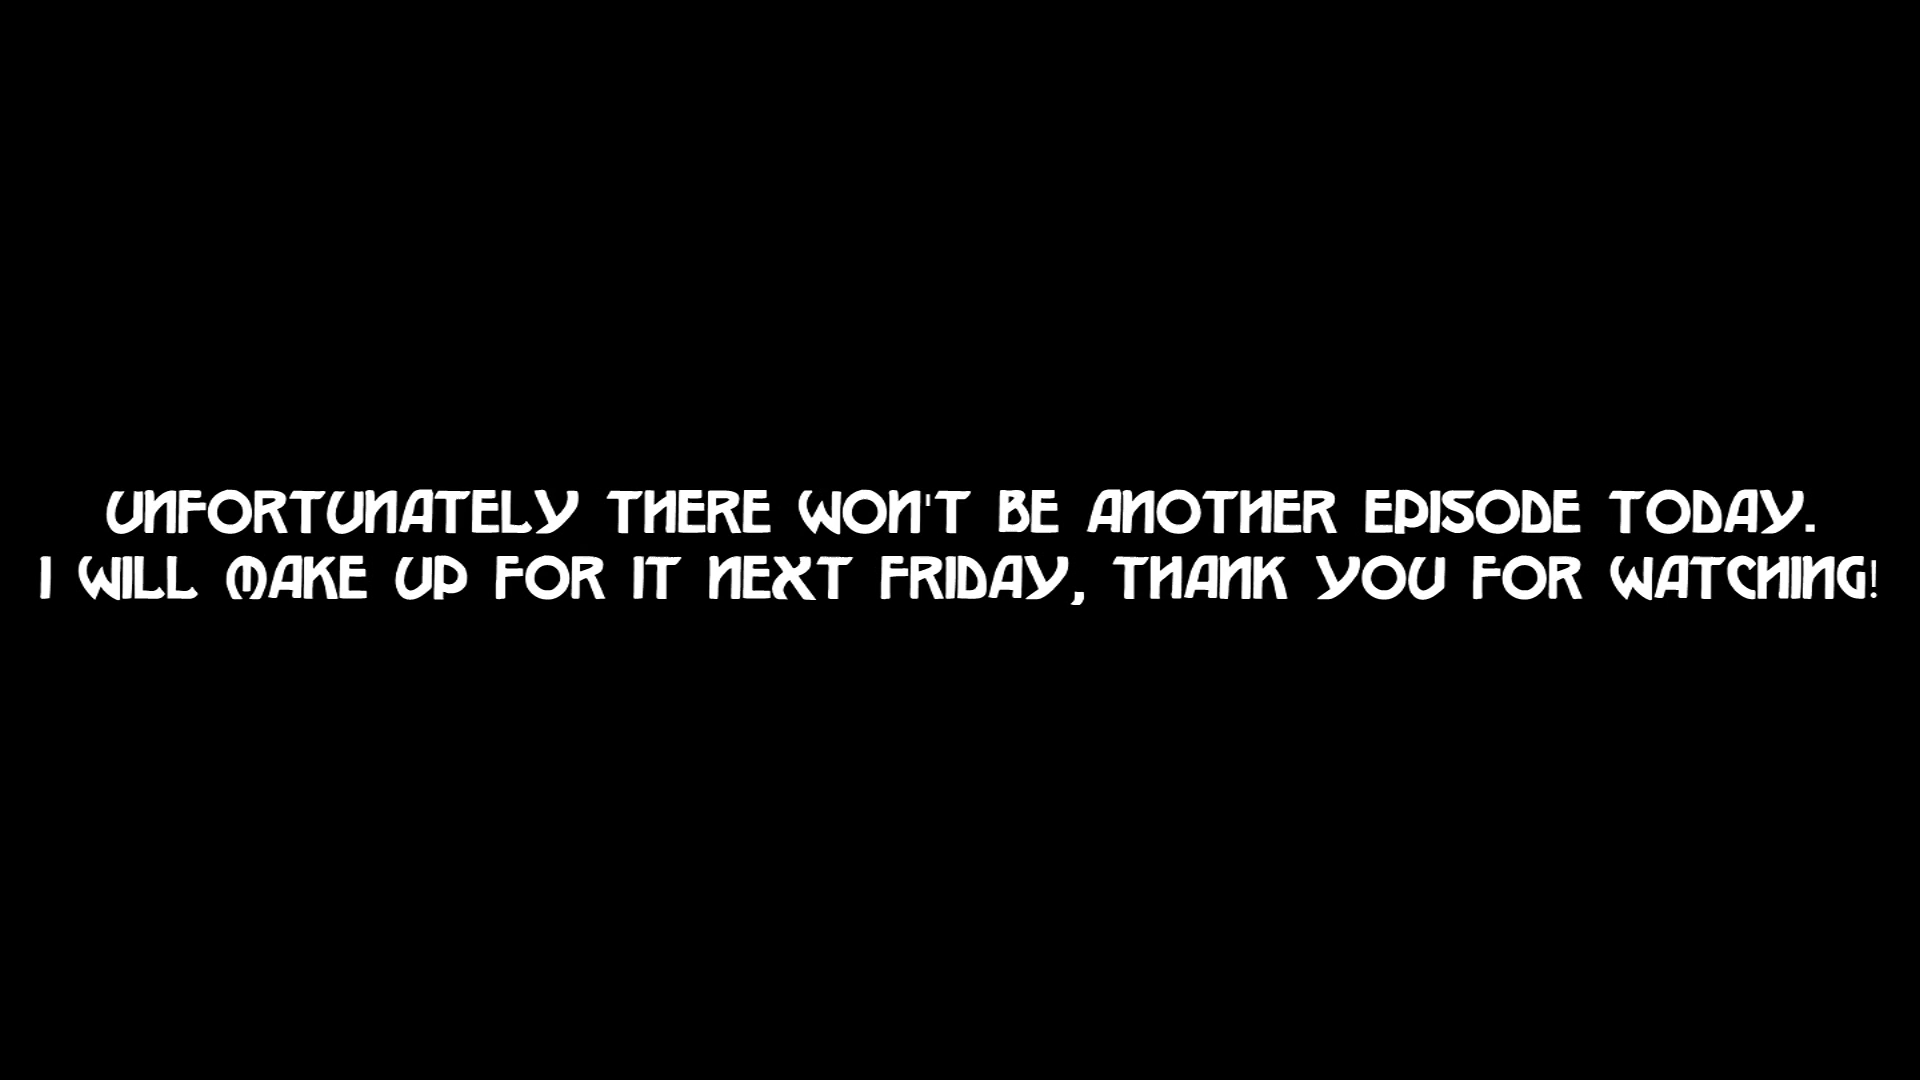 UNFORTUNATELY THERE WON'T BE ANOTHER EPISODE TODAY.
I WILL MAKE UP FOR IT NEXT FRIDAY, THANK YOU FOR WATCHING!